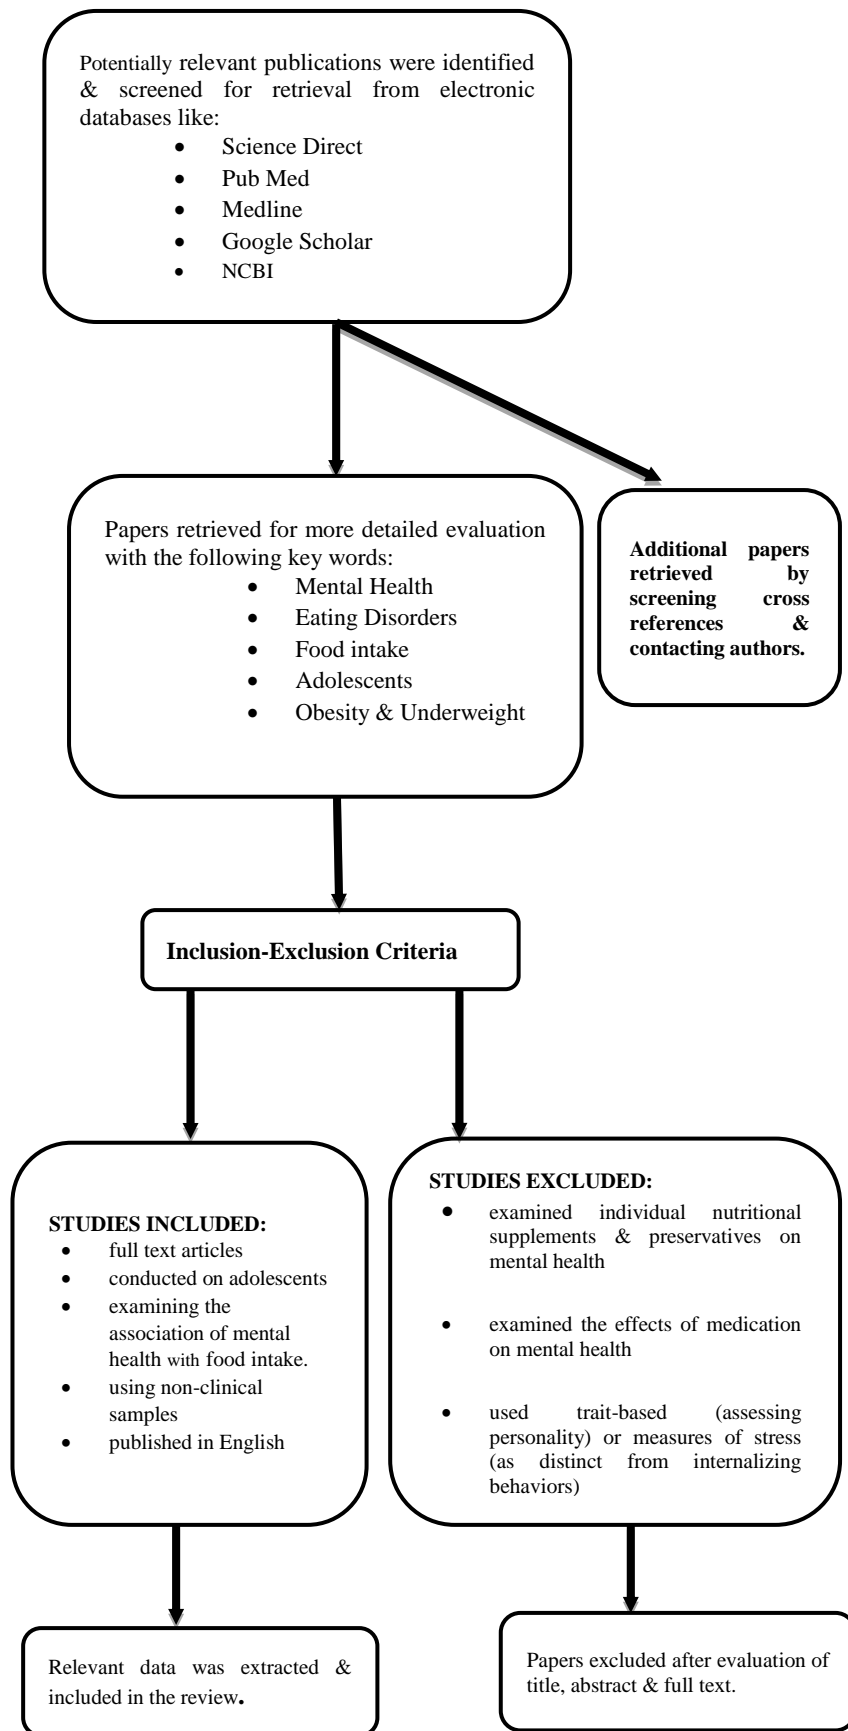 Potentially relevant publications were identified
& screened for retrieval from electronic
databases like:
• Science Direct
• Pub Med
• Medline
• Google Scholar
• NCBI
Papers retrieved for more detailed evaluation
with the following key words:
• Mental Health
• Eating Disorders
• Food intake
• Adolescents
• Obesity & Underweight
Additional papers
retrieved by
screening cross
references &
contacting authors.
Inclusion-Exclusion Criteria
STUDIES INCLUDED:
• full text articles
• conducted on adolescents
• examining the
association of mental
health with food intake.
• using non-clinical
samples
• published in English
STUDIES EXCLUDED:
• examined individual nutritional
supplements & preservatives on
mental health
• examined the effects of medication
on mental health
• used trait-based (assessing
personality) or measures of stress
(as distinct from internalizing
behaviors)
Relevant data was extracted &
included in the review.
Papers excluded after evaluation of
title, abstract & full text.